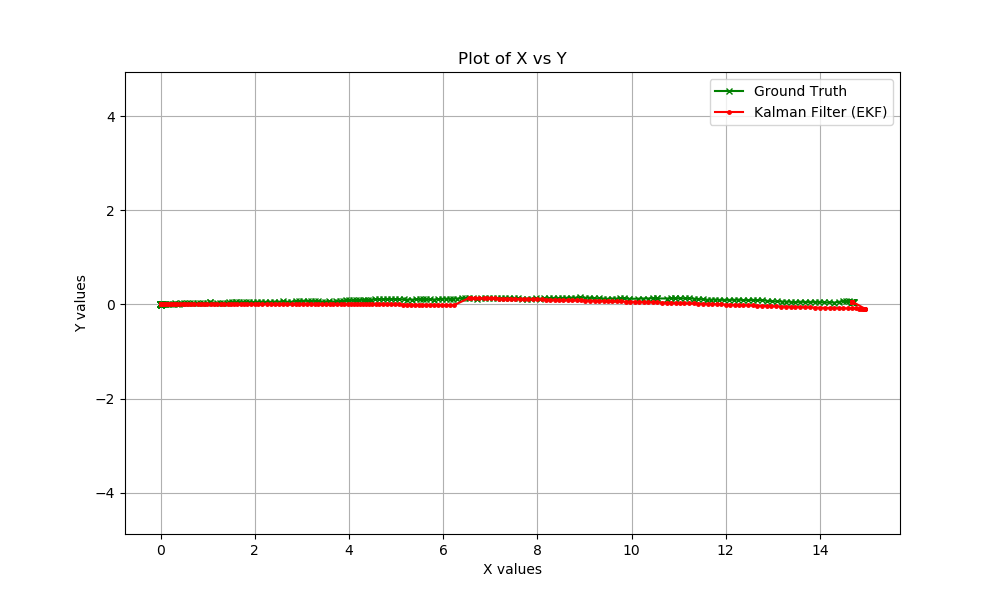 Plot of X vs Y
Ground Truth
Kalman Filter (EKF)
4
2
0
−2
−4
Y values
0 2 4 6 8 10 12 14
X values